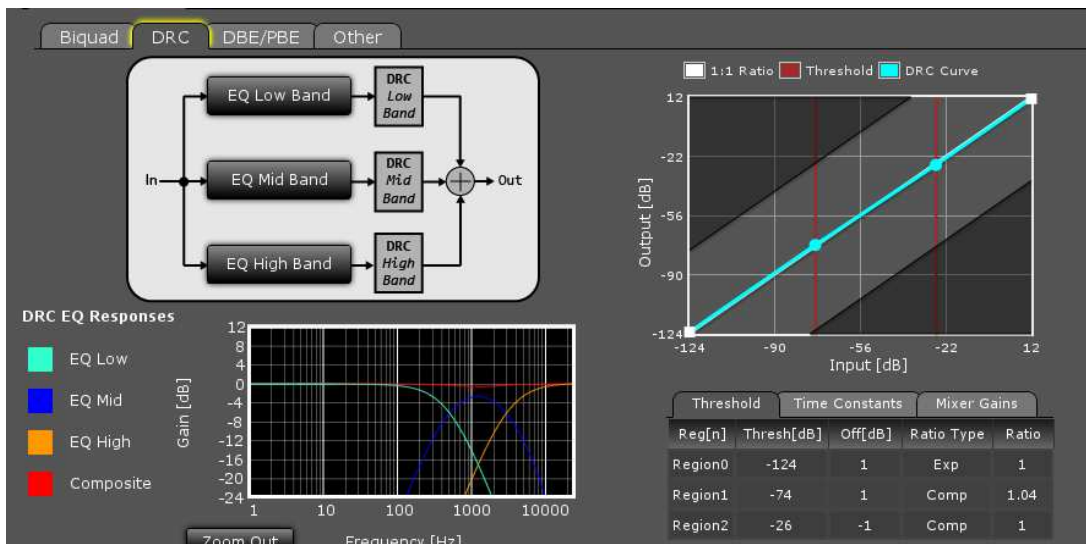 Biquad DRC DBE/PBE Other
EQ Low Band
DRC
Low
Band
In
EQ Mid Band
DRC
Mid
Band
Out
EQ High Band
DRC
High
Band
1:1 Ratio Threshold DRC Curve
Output [dB]
12
-22
-56
-90
-124
-124 -90 -56 -22 12
Input [dB]
DRC EQ Responses
EQ Low
EQ Mid
EQ High
Composite
Gain [dB]
12
8
4
0
-4
-8
-12
-16
-20
-24
1 10 100 1000 10000
Zoom Out
Frequency [Hz]
Threshold Time Constants Mixer Gains
Reg[n] Thresh[dB] Off[dB] Ratio Type Ratio
Region0 -124 1 Exp 1
Region1 -74 1 Comp 1.04
Region2 -26 -1 Comp 1